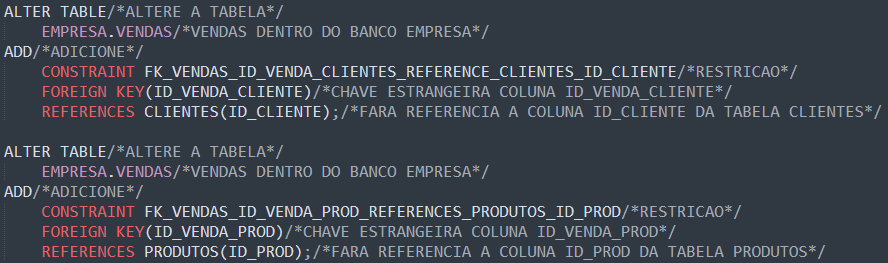 ALTER TABLE/*ALTERE A TABELA*/
EMPRESA.VENDAS/*VENDAS DENTRO DO BANCO EMPRESA*/
ADD/*ADICIONE*/
CONSTRAINT FK_VENDAS_ID_VENDA_CLIENTES_REFERENCE_CLIENTES_ID_CLIENTE/*RESTRICAO*/
FOREIGN KEY(ID_VENDA_CLIENTE)/*CHAVE ESTRANGEIRA COLUNA ID_VENDA_CLIENTE*/
REFERENCES CLIENTES(ID_CLIENTE);/*FARA REFERENCIA A COLUNA ID_CLIENTE DA TABELA CLIENTES*/
ALTER TABLE/*ALTERE A TABELA*/
EMPRESA.VENDAS/*VENDAS DENTRO DO BANCO EMPRESA*/
ADD/*ADICIONE*/
CONSTRAINT FK_VENDAS_ID_VENDA_PROD_REFERENCES_PRODUTOS_ID_PROD/*RESTRICAO*/
FOREIGN KEY(ID_VENDA_PROD)/*CHAVE ESTRANGEIRA COLUNA ID_VENDA_PROD*/
REFERENCES PRODUTOS(ID_PROD);/*FARA REFERENCIA A COLUNA ID_PROD DA TABELA PRODUTOS*/